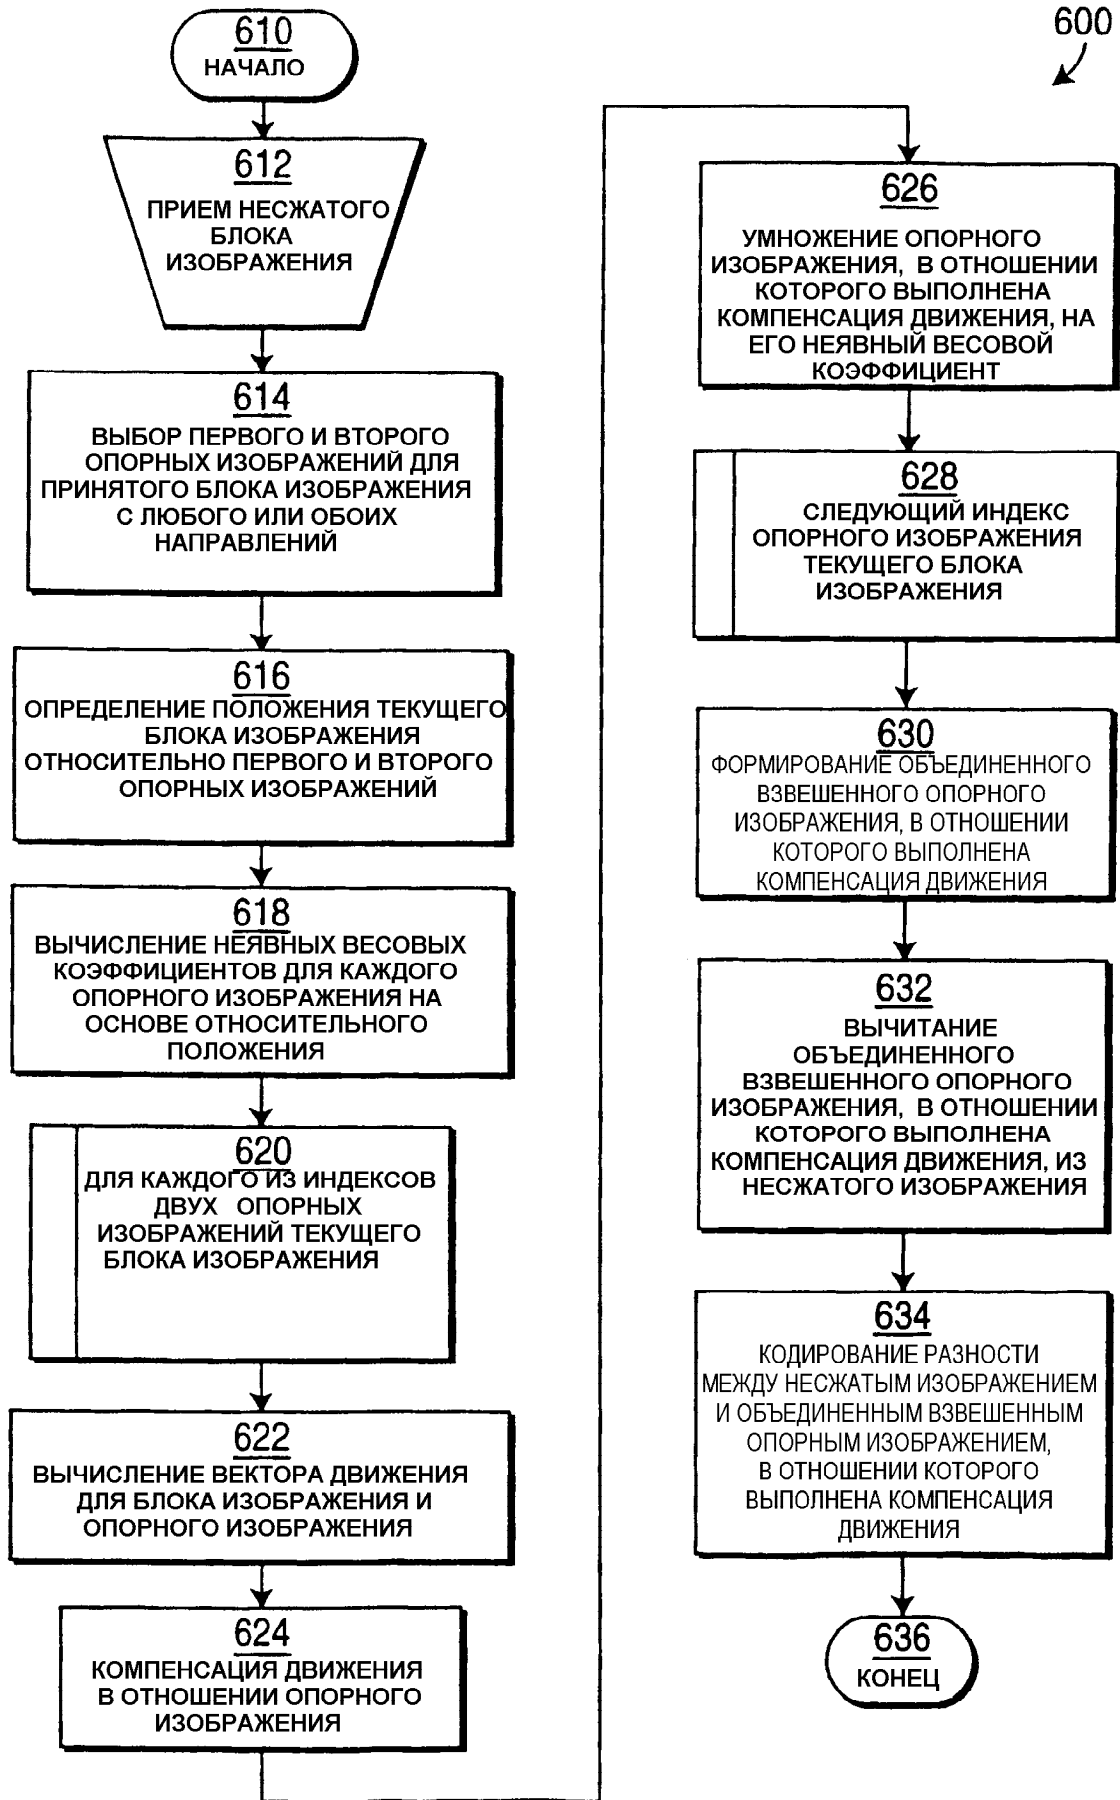 600
610
НАЧАЛО
612
ПРИЕМ НЕСЖАТОГО
БЛОКА
ИЗОБРАЖЕНИЯ
614
ВЫБОР ПЕРВОГО И ВТОРОГО
ОПОРНЫХ ИЗОБРАЖЕНИЙ ДЛЯ
ПРИНЯТОГО БЛОКА ИЗОБРАЖЕНИЯ
С ЛЮБОГО ИЛИ ОБОИХ
НАПРАВЛЕНИЙ
616
ОПРЕДЕЛЕНИЕ ПОЛОЖЕНИЯ ТЕКУЩЕГО
БЛОКА ИЗОБРАЖЕНИЯ
ОТНОСИТЕЛЬНО ПЕРВОГО И ВТОРОГО
ОПОРНЫХ ИЗОБРАЖЕНИЙ
618
ВЫЧИСЛЕНИЕ НЕЯВНЫХ ВЕСОВЫХ
КОЭФФИЦИЕНТОВ ДЛЯ КАЖДОГО
ОПОРНОГО ИЗОБРАЖЕНИЯ НА
ОСНОВЕ ОТНОСИТЕЛЬНОГО
ПОЛОЖЕНИЯ
620
ДЛЯ КАЖДОГО ИЗ ИНДЕКСОВ
ДВУХ ОПОРНЫХ
ИЗОБРАЖЕНИЙ ТЕКУЩЕГО
БЛОКА ИЗОБРАЖЕНИЯ
622
ВЫЧИСЛЕНИЕ ВЕКТОРА ДВИЖЕНИЯ
ДЛЯ БЛОКА ИЗОБРАЖЕНИЯ И
ОПОРНОГО ИЗОБРАЖЕНИЯ
624
КОМПЕНСАЦИЯ ДВИЖЕНИЯ
В ОТНОШЕНИИ ОПОРНОГО
ИЗОБРАЖЕНИЯ
626
УМНОЖЕНИЕ ОПОРНОГО
ИЗОБРАЖЕНИЯ, В ОТНОШЕНИИ
КОТОРОГО ВЫПОЛНЕНА
КОМПЕНСАЦИЯ ДВИЖЕНИЯ, НА
ЕГО НЕЯВНЫЙ ВЕСОВОЙ
КОЭФФИЦИЕНТ
628
СЛЕДУЮЩИЙ ИНДЕКС
ОПОРНОГО ИЗОБРАЖЕНИЯ
ТЕКУЩЕГО БЛОКА
ИЗОБРАЖЕНИЯ
630
ФОРМИРОВАНИЕ ОБЪЕДИНЕННОГО
ВЗВЕШЕННОГО ОПОРНОГО
ИЗОБРАЖЕНИЯ, В ОТНОШЕНИИ
КОТОРОГО ВЫПОЛНЕНА
КОМПЕНСАЦИЯ ДВИЖЕНИЯ
632
ВЫЧИТАНИЕ
ОБЪЕДИНЕННОГО
ВЗВЕШЕННОГО ОПОРНОГО
ИЗОБРАЖЕНИЯ, В ОТНОШЕНИИ
КОТОРОГО ВЫПОЛНЕНА
КОМПЕНСАЦИЯ ДВИЖЕНИЯ, ИЗ
НЕСЖАТОГО ИЗОБРАЖЕНИЯ
634
КОДИРОВАНИЕ РАЗНОСТИ
МЕЖДУ НЕСЖАТЫМ ИЗОБРАЖЕНИЕМ
И ОБЪЕДИНЕННЫМ ВЗВЕШЕННЫМ
ОПОРНЫМ ИЗОБРАЖЕНИЕМ,
В ОТНОШЕНИИ КОТОРОГО
ВЫПОЛНЕНА КОМПЕНСАЦИЯ
ДВИЖЕНИЯ
636
КОНЕЦ